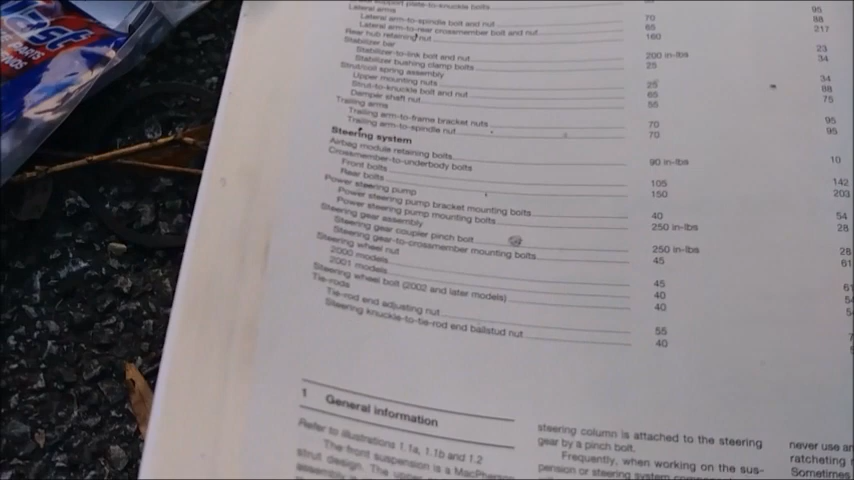 support plate-to-knuckle bolts
Lateral arms 95
Lateral arm-to-spindle bolt and nut 70 88
Lateral arm-to-rear crossmember bolt and nut 65 217
Rear hub retaining nut 160
Stabilizer bar 23
Stabilizer-to-link bolt and nut 200 in-lbs 34
Stabilizer bushing clamp bolts 25
Strut/coil spring assembly 34
Upper mounting nuts 25 88
Strut-to-knuckle bolt and nut 65 75
Damper shaft nut 55
Trailing arms 95
Trailing arm-to-frame bracket nuts 70 95
Trailing arm-to-spindle nut 70
Steering system
Airbag module retaining bolts 90 in-lbs 10
Crossmember-to-underbody bolts
Front bolts 105 142
Rear bolts 150 203
Power steering pump
Power steering pump bracket mounting bolts 40 54
Power steering pump mounting bolts 250 in-lbs 28
Steering gear assembly
Steering gear coupler pinch bolt 250 in-lbs 28
Steering gear-to-crossmember mounting bolts 45 61
Steering wheel nut
2000 models 45
2001 models 40
Steering wheel bolt (2002 and later models) 40
Tie-rods
Tie-rod end adjusting nut 55
Steering knuckle-to-tie-rod end ballstud nut 40
1 General information
Refer to illustrations 1.1a, 1.1b and 1.2
The front suspension is a
strut design. The
steering column is attached to the steering
gear by a pinch bolt.
Frequently, when working on the sus-
pension or steering system
never use
ratcheting
Sometimes